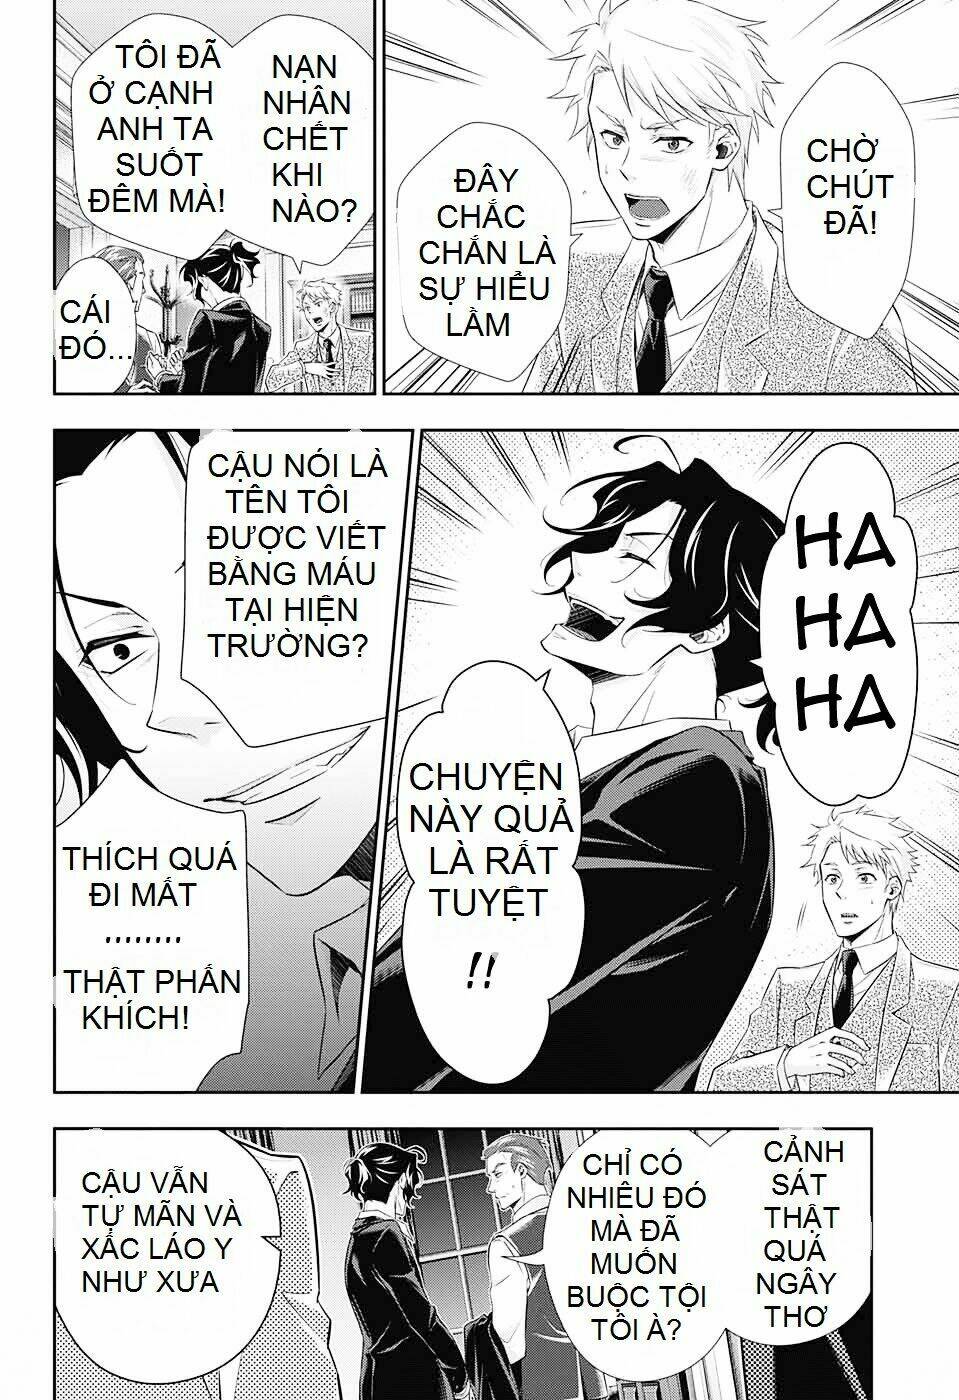 CHỜ
CHÚT
ĐÃ!
ĐÂY
CHẮC
CHẮN LÀ
SỰ HIỂU
LẦM
NẠN
NHÂN
CHẾT
KHI
NÀO?
TÔI ĐÃ
Ở CẠNH
ANH TA
SUỐT
ĐÊM MÀ!
CÁI
ĐÓ...
HA
HA
HA
CHUYỆN
NÀY QUẢ
LÀ RẤT
TUYỆT
!!
CẬU NÓI LÀ
TÊN TÔI
ĐƯỢC VIẾT
BẰNG MÁU
TẠI HIỆN
TRƯỜNG?
THÍCH QUÁ
ĐI MẤT
........
THẬT PHẤN
KHÍCH!
CẢNH
SÁT
THẬT
QUÁ
NGÂY
THƠ
CHỈ CÓ
NHIÊU ĐÓ
MÀ ĐÃ
MUỐN
BUỘC TỘI
TÔI À?
CẬU VẪN
TỰ MÃN VÀ
XẤC LÁO Y
NHƯ XƯA